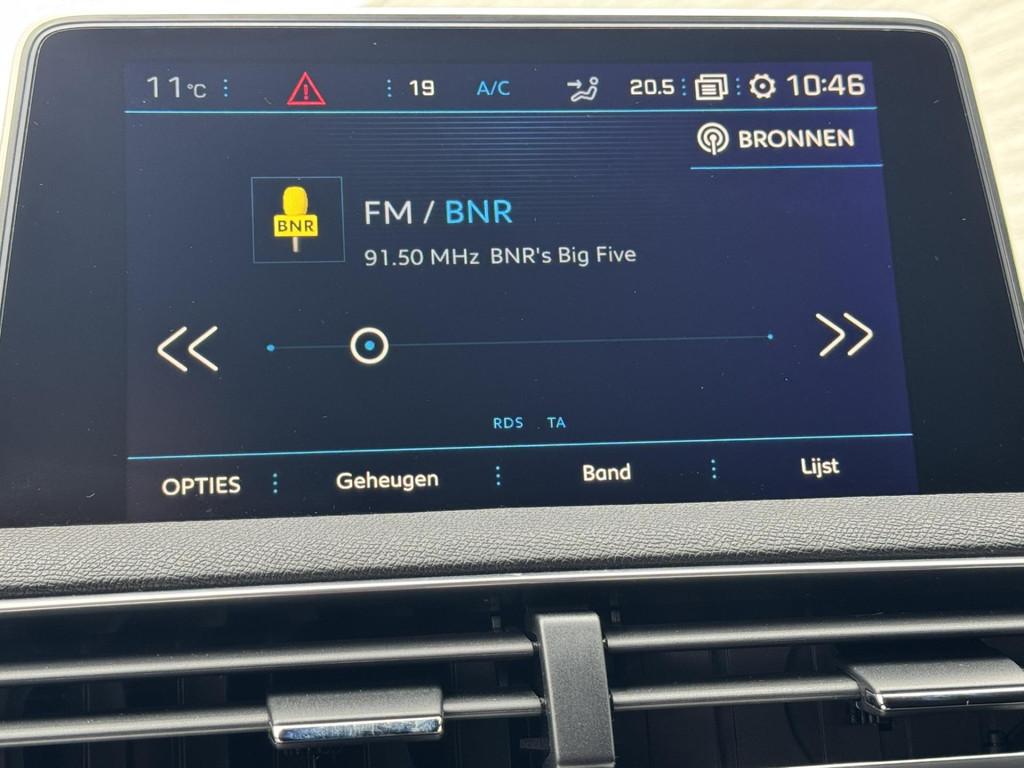 11°C 19 A/C 20.5 10:46
BRONNEN
BNR
FM / BNR
91.50 MHz BNR's Big Five
RDS TA
OPTIES Geheugen Band Lijst